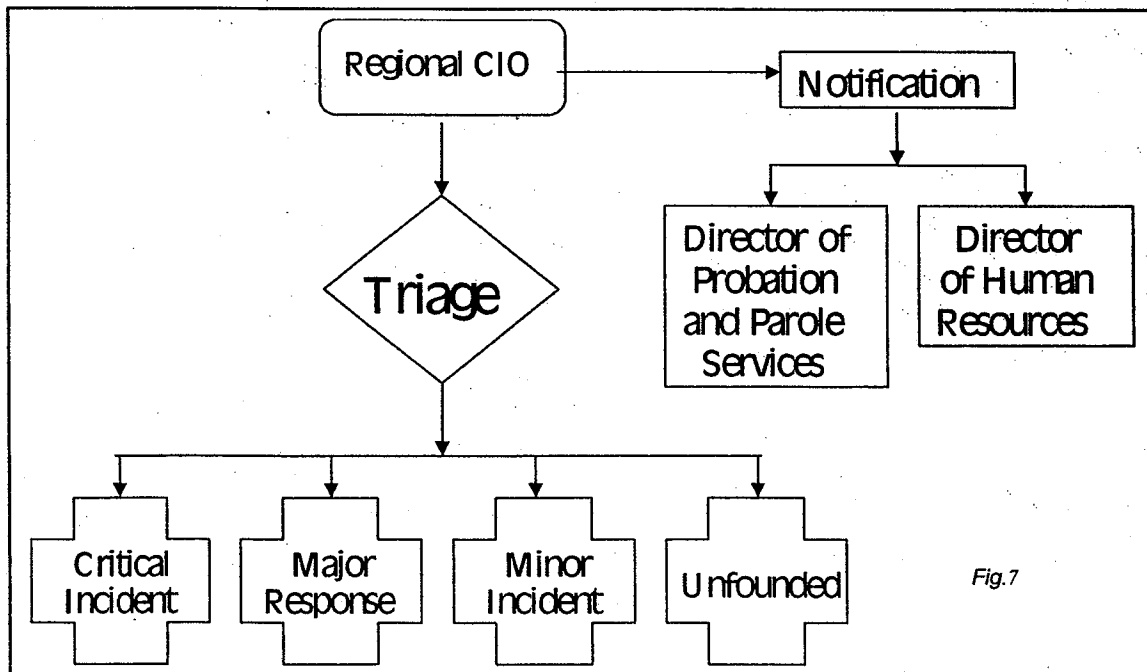 Regional CIO
Notification
Director of
Probation
and Parole
Services
Director
of Human
Resources
Triage
Critical
Incident
Major
Response
Minor
Incident
Unfounded
Fig.7